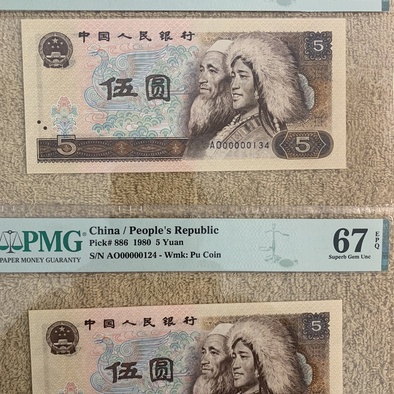 中国人民银行
5
伍圆
AO00000134
5
5
PMG
PAPER MONEY GUARANTY
China / People's Republic
Pick# 886 1980 5 Yuan
S/N AO00000124 - Wmk: Pu Coin
67 EPQ
Superb Gem Unc
中国人民银行
5
伍圆